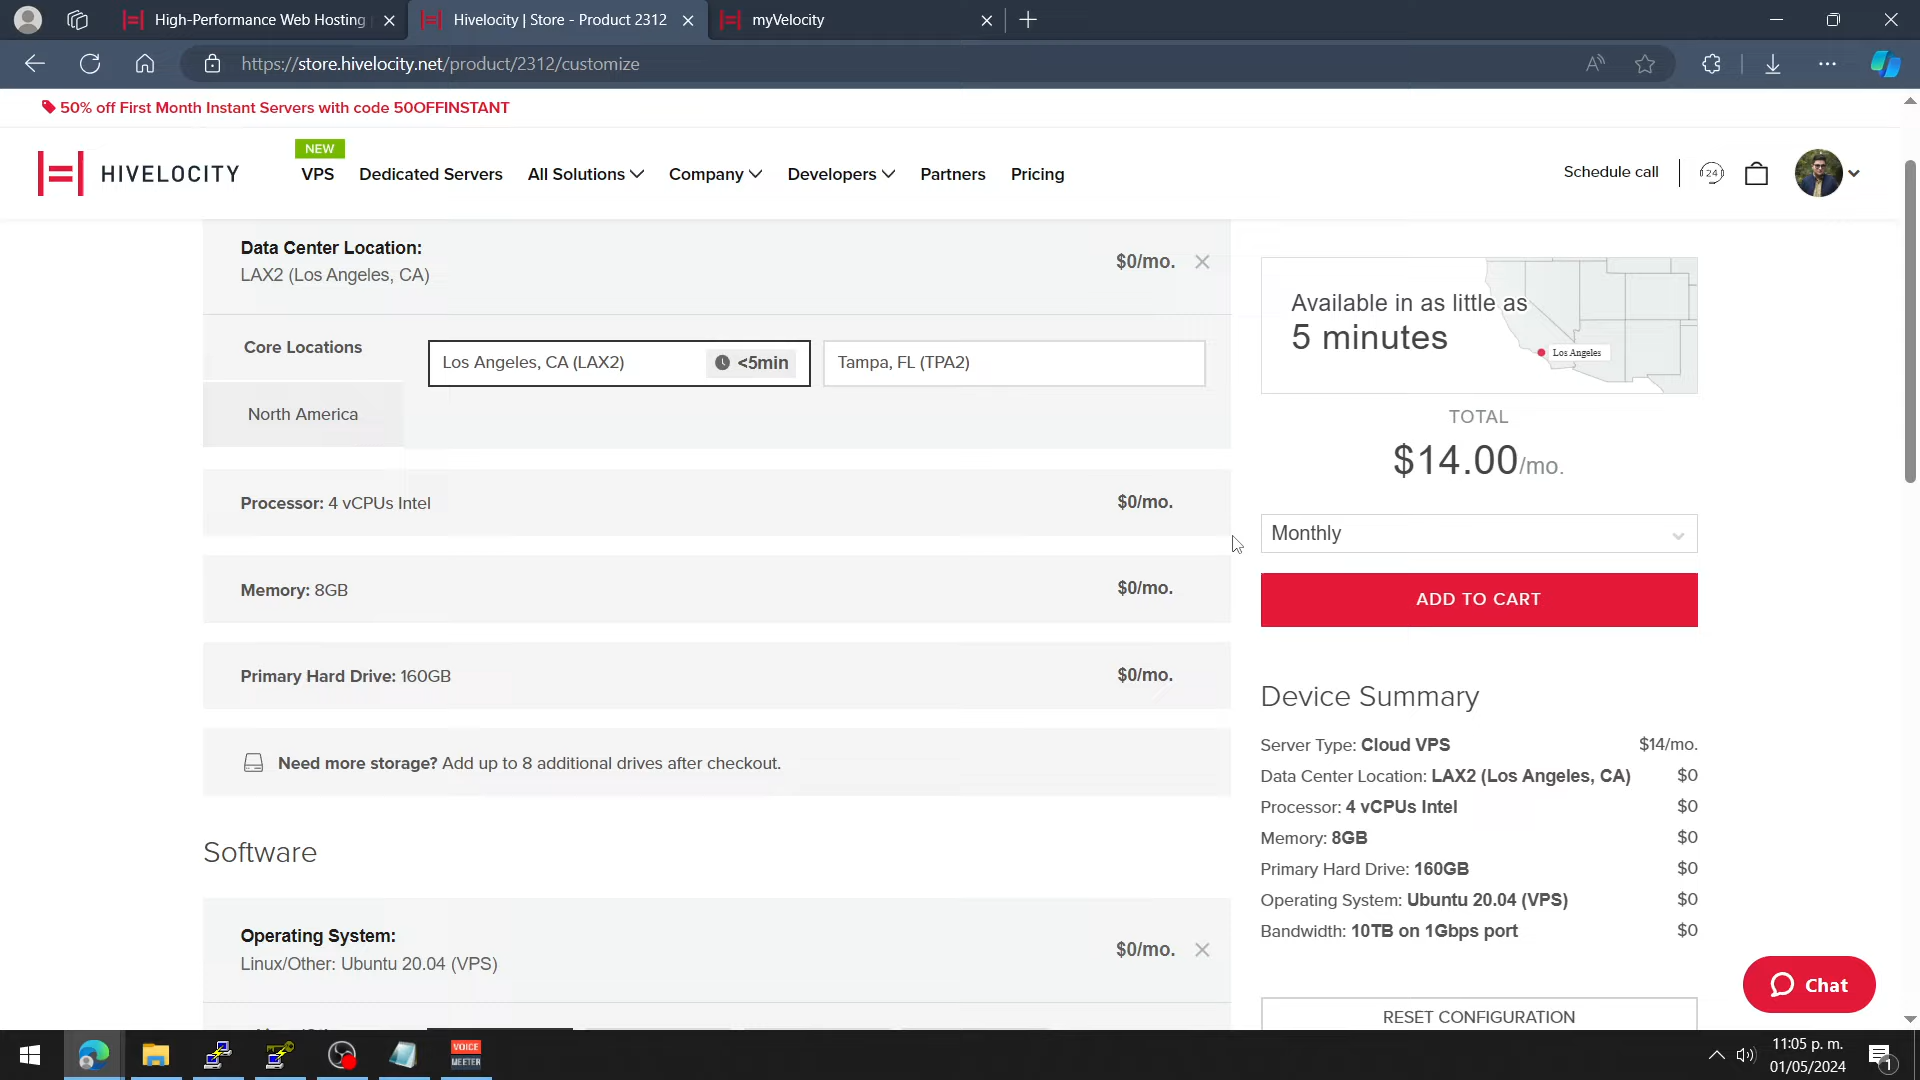 High-Performance Web Hosting
Hivelocity | Store - Product 2312
myVelocity
https://store.hivelocity.net/product/2312/customize
50% off First Month Instant Servers with code 50OFFINSTANT
HIVELOCITY
NEW
VPS
Dedicated Servers
All Solutions
Company
Developers
Partners
Pricing
Schedule call
24
Data Center Location:
LAX2 (Los Angeles, CA)
$0/mo.
Core Locations
North America
Los Angeles, CA (LAX2)
<5min
Tampa, FL (TPA2)
Processor: 4 vCPUs Intel
$0/mo.
Memory: 8GB
$0/mo.
Primary Hard Drive: 160GB
$0/mo.
Need more storage? Add up to 8 additional drives after checkout.
Software
Operating System:
Linux/Other: Ubuntu 20.04 (VPS)
$0/mo.
Available in as little as
5 minutes
Los Angeles
TOTAL
$14.00/mo.
Monthly
ADD TO CART
Device Summary
Server Type: Cloud VPS $14/mo.
Data Center Location: LAX2 (Los Angeles, CA) $0
Processor: 4 vCPUs Intel $0
Memory: 8GB $0
Primary Hard Drive: 160GB $0
Operating System: Ubuntu 20.04 (VPS) $0
Bandwidth: 10TB on 1Gbps port $0
RESET CONFIGURATION
Chat
VOICE
MEETER
11:05 p. m.
01/05/2024
1